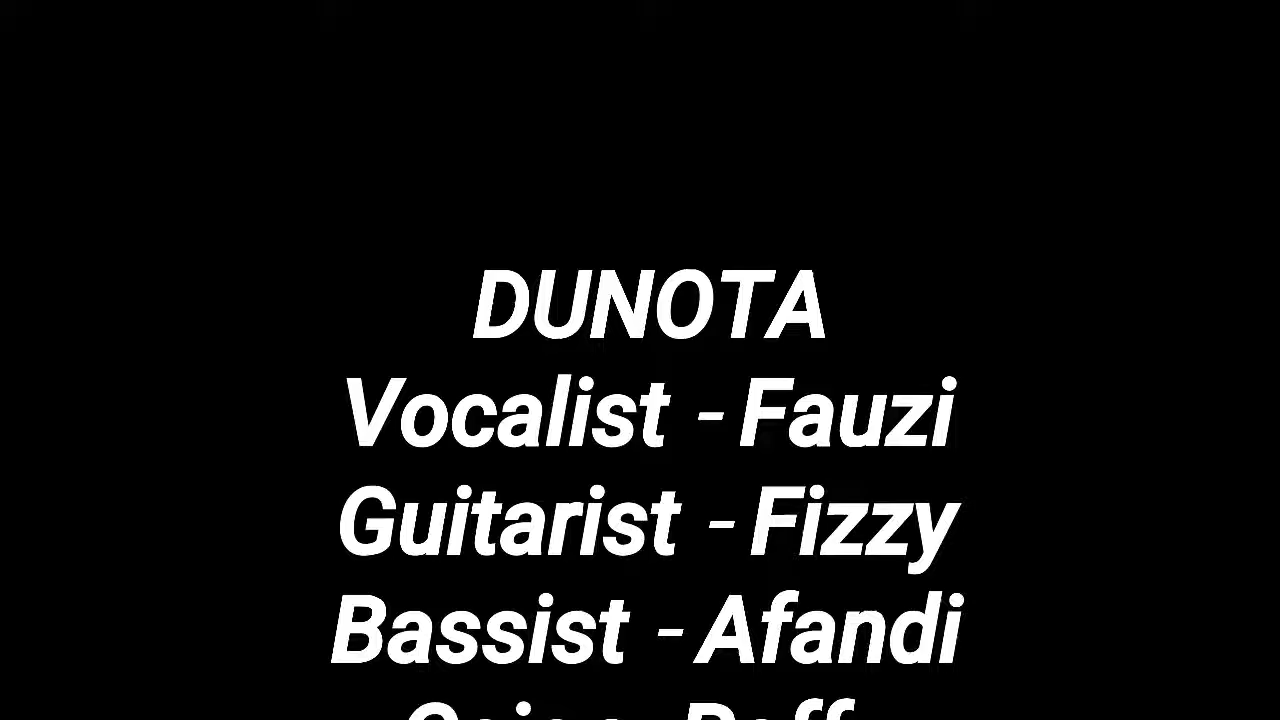 DUNOTA
Vocalist - Fauzi
Guitarist - Fizzy
Bassist - Afandi